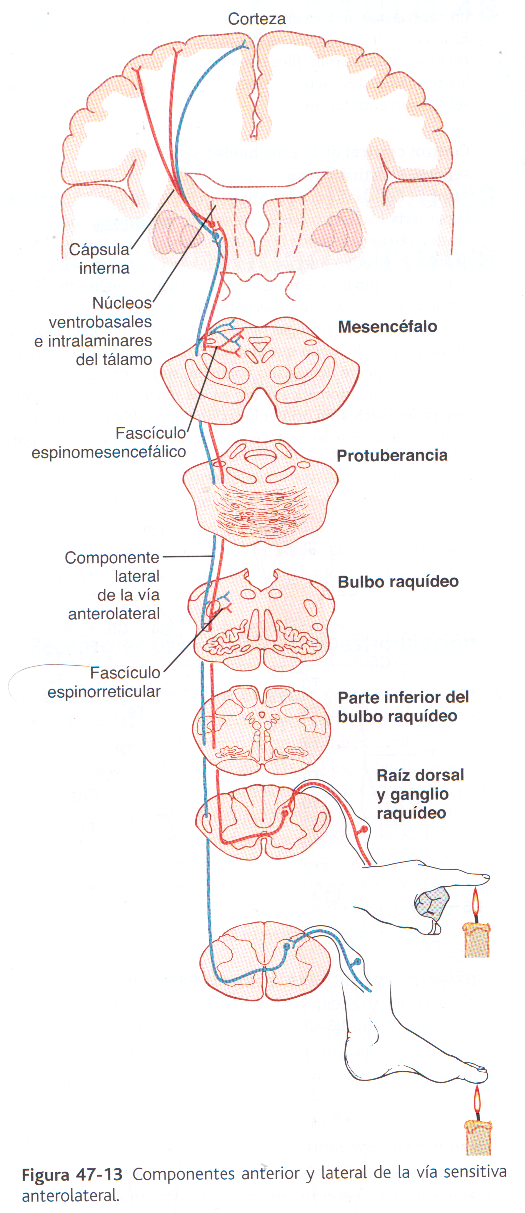 Corteza
Cápsula
interna
Núcleos
ventrobasales
e intralaminares
del tálamo
Mesencéfalo
Fascículo
espinomesencefálico
Protuberancia
Componente
lateral
de la vía
anterolateral
Bulbo raquídeo
Fascículo
espinorreticular
Parte inferior del
bulbo raquídeo
Raíz dorsal
y ganglio
raquídeo
Figura 47-13 Componentes anterior y lateral de la vía sensitiva
anterolateral.